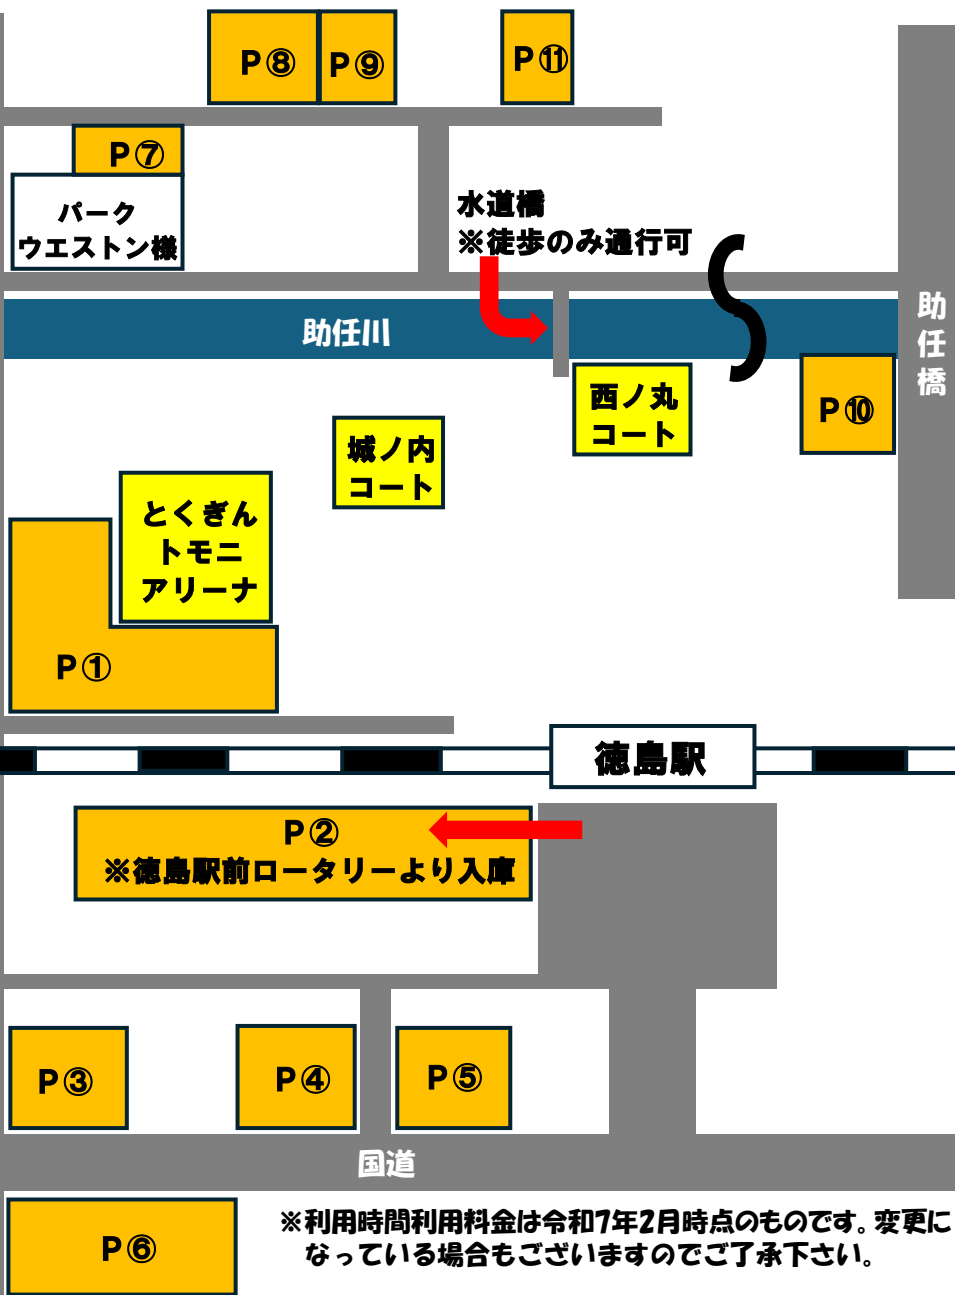 P⑧
P⑨
P⑪
P⑦
パーク
ウエストン様
水道橋
※徒歩のみ通行可
助任川
助任橋
西ノ丸
コート
P⑩
城ノ内
コート
とくぎん
トモニ
アリーナ
P①
徳島駅
P②
※徳島駅前ロータリーより入庫
P③
P④
P⑤
国道
P⑥
※利用時間利用料金は令和7年2月時点のものです。変更に
なっている場合もございますのでご了承下さい。